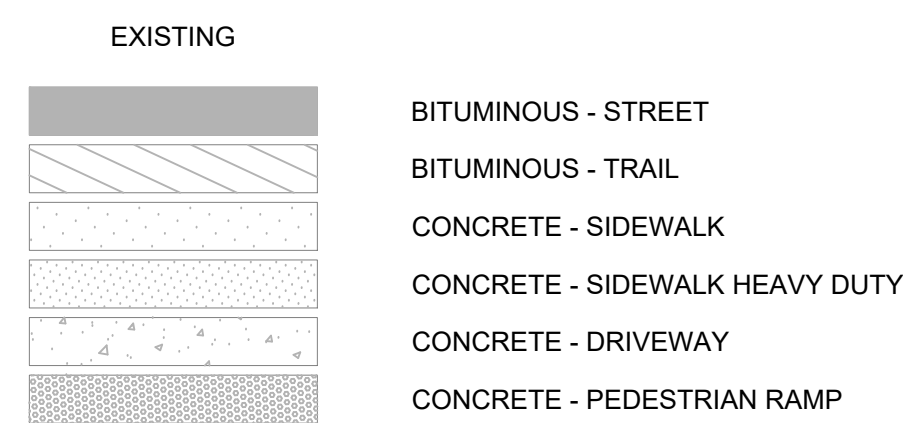 EXISTING
BITUMINOUS - STREET
BITUMINOUS - TRAIL
CONCRETE - SIDEWALK
CONCRETE - SIDEWALK HEAVY DUTY
CONCRETE - DRIVEWAY
CONCRETE - PEDESTRIAN RAMP